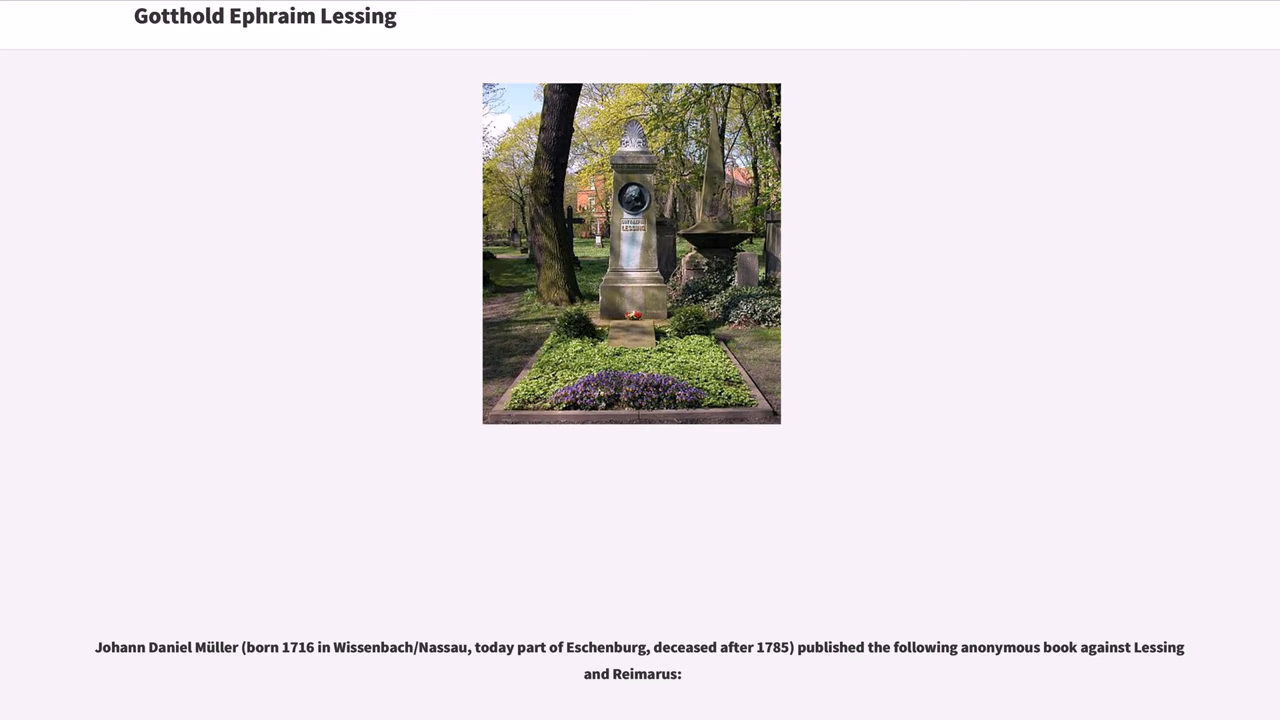 Gotthold Ephraim Lessing
LESSING
Johann Daniel Müller (born 1716 in Wissenbach/Nassau, today part of Eschenburg, deceased after 1785) published the following anonymous book against Lessing
and Reimarus: